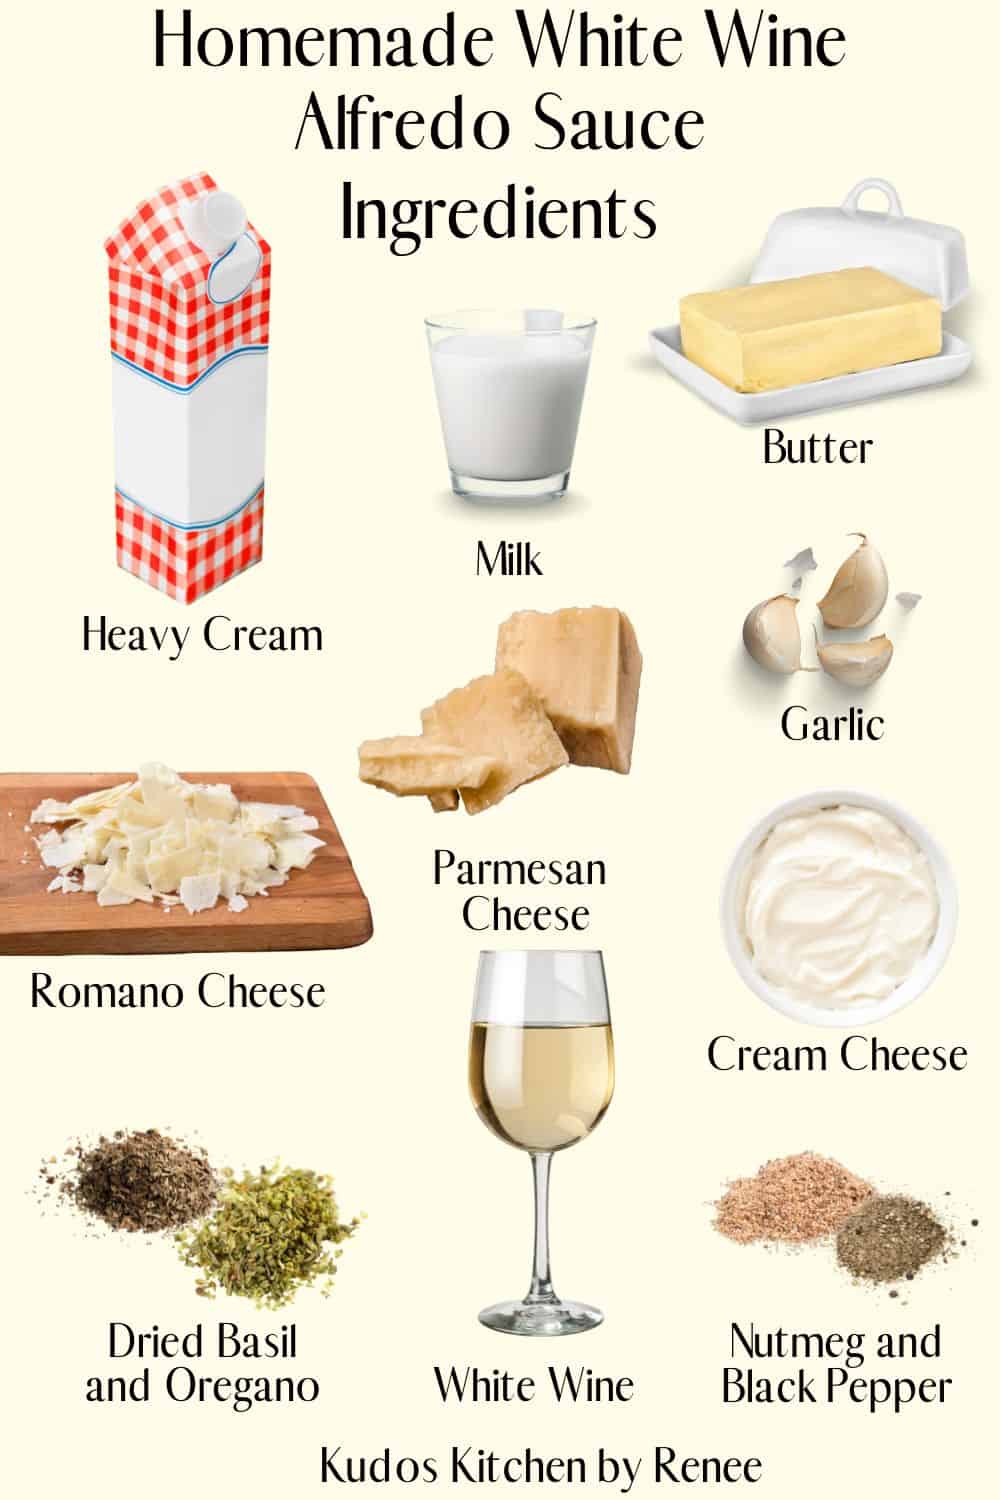 Homemade White Wine
Alfredo Sauce
Ingredients
Butter
Milk
Heavy Cream
Garlic
Parmesan
Cheese
Romano Cheese
Cream Cheese
Dried Basil
and Oregano
White Wine
Nutmeg and
Black Pepper
Kudos Kitchen by Renee